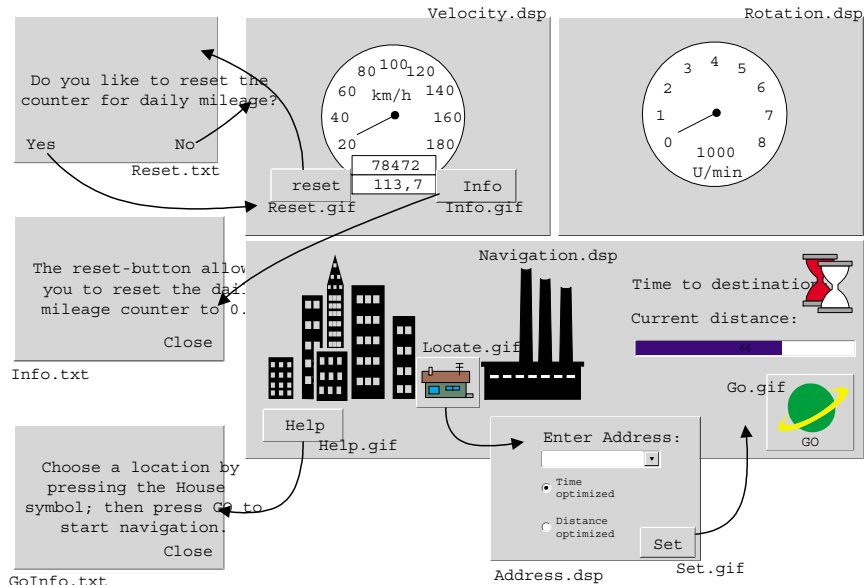 Velocity.dsp
Rotation.dsp
Do you like to reset the
counter for daily mileage?
Yes
No
Reset.txt
20
40
60
80
100
120
140
160
180
km/h
78472
113,7
reset
Reset.gif
Info
Info.gif
0
1
2
3
4
5
6
7
8
1000
U/min
The reset-button allow
you to reset the dai
mileage counter to 0.
Close
Info.txt
Navigation.dsp
Time to destination
Current distance:
66
Locate.gif
Go.gif
GO
Help
Help.gif
Choose a location by
pressing the House
symbol; then press GO to
start navigation.
Close
GoInfo.txt
Enter Address:
Time
optimized
Distance
optimized
Set
Set.gif
Address.dsp